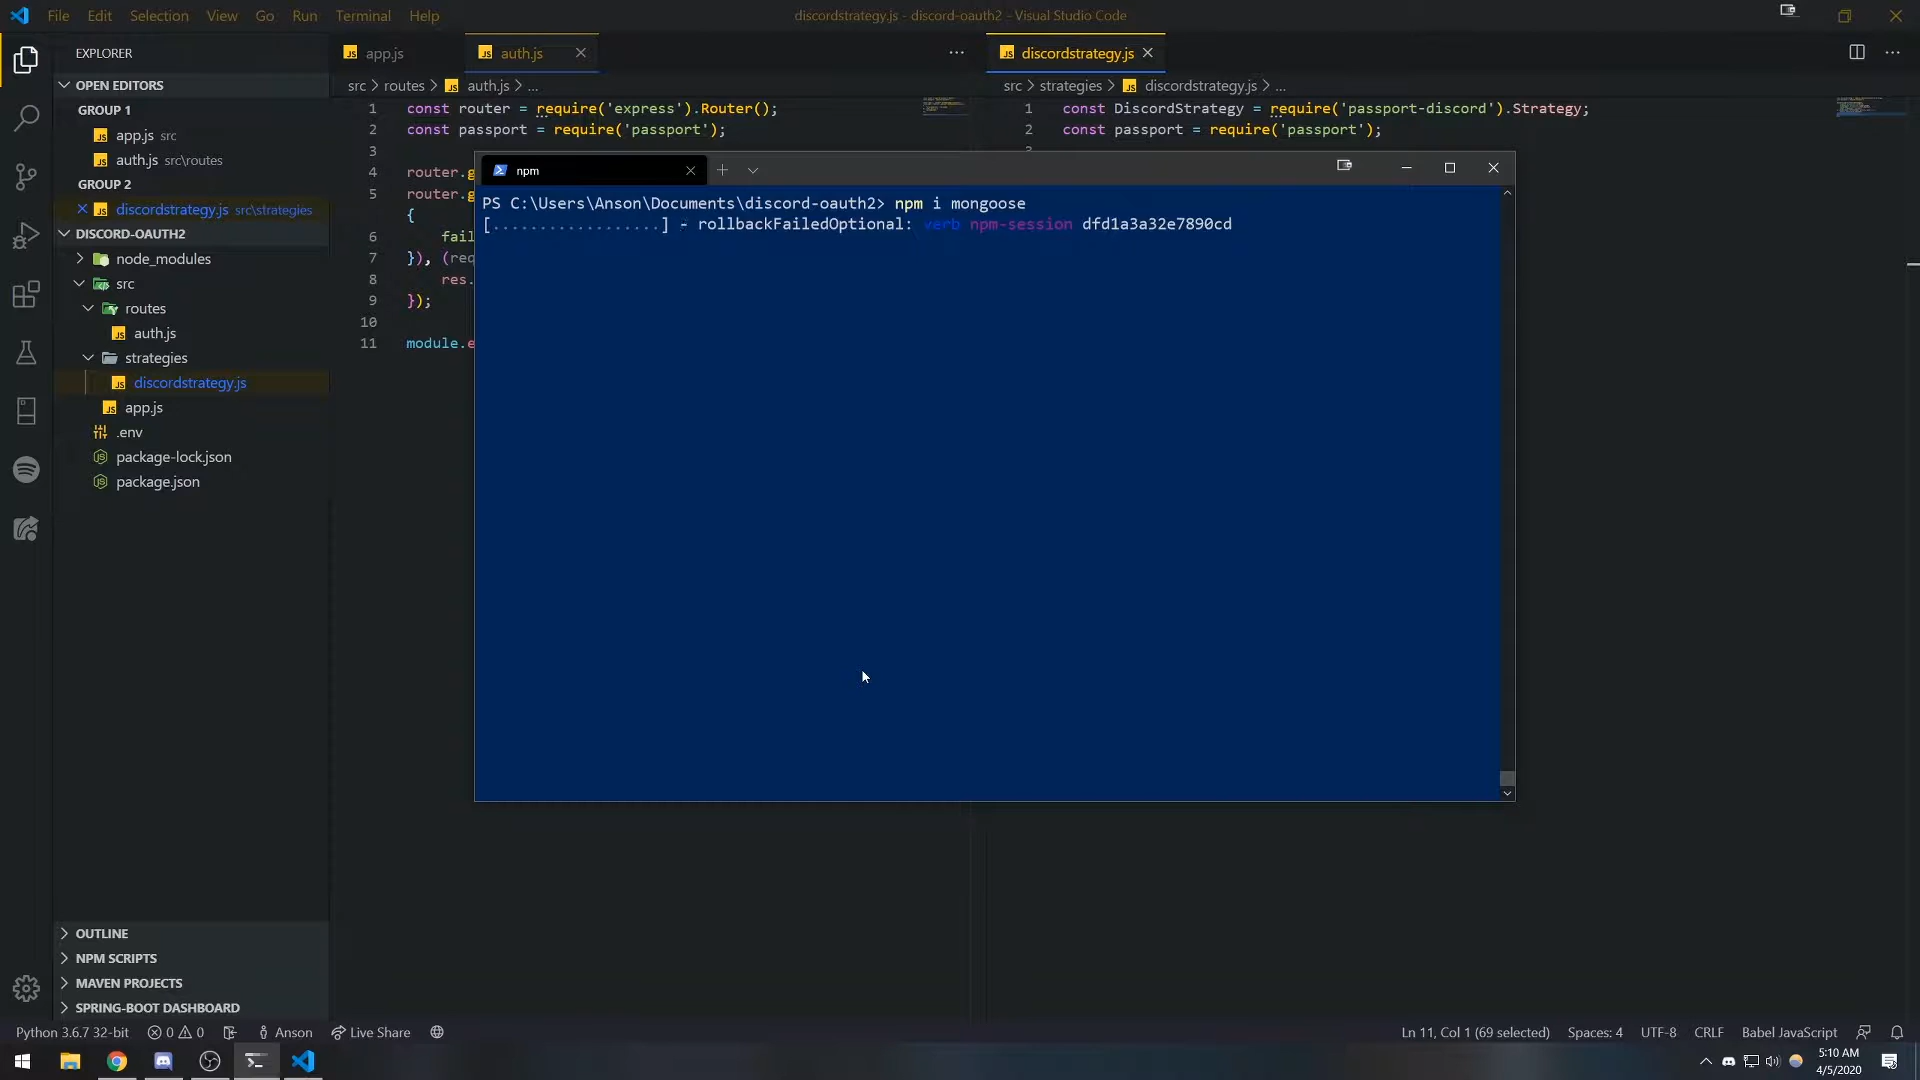 File Edit Selection View Go Run Terminal Help
discordstrategy.js - discord-oauth2 - Visual Studio Code
EXPLORER
OPEN EDITORS
GROUP 1
app.js src
auth.js src\routes
GROUP 2
discordstrategy.js src\strategies
DISCORD-OAUTH2
node_modules
src
routes
auth.js
strategies
discordstrategy.js
app.js
.env
package-lock.json
package.json
OUTLINE
NPM SCRIPTS
MAVEN PROJECTS
SPRING-BOOT DASHBOARD
app.js
auth.js
src > routes > auth.js > ...
1 const router = require('express').Router();
2 const passport = require('passport');
3
4 router.g
5 router.g
{
6 fail
7 }), (req
8 res.
9 });
10
11 module.e
discordstrategy.js
src > strategies > discordstrategy.js > ...
1 const DiscordStrategy = require('passport-discord').Strategy;
2 const passport = require('passport');
npm
PS C:\Users\Anson\Documents\discord-oauth2> npm i mongoose
[..................] - rollbackFailedOptional: verb npm-session dfd1a3a32e7890cd
Python 3.6.7 32-bit 0 0 Anson Live Share
Ln 11, Col 1 (69 selected) Spaces: 4 UTF-8 CRLF Babel JavaScript
5:10 AM
4/5/2020